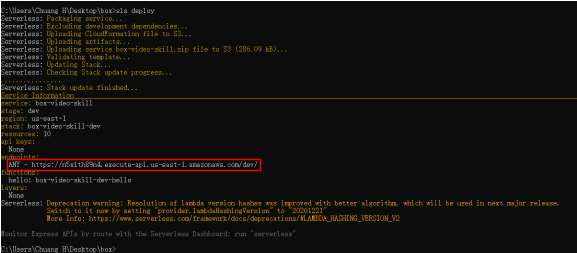 C:\Users\Chuang H\Desktop\box>sls deploy
Serverless: Packaging service...
Serverless: Excluding development dependencies...
Serverless: Uploading CloudFormation file to S3...
Serverless: Uploading artifacts...
Serverless: Uploading service box-video-skill.zip file to S3 (286.09 kB)...
Serverless: Validating template...
Serverless: Updating Stack...
Serverless: Checking Stack update progress...
...............
Serverless: Stack update finished...
Service Information
service: box-video-skill
stage: dev
region: us-east-1
stack: box-video-skill-dev
resources: 10
api keys:
None
endpoints:
ANY - https://n5x1th89n4.execute-api.us-east-1.amazonaws.com/dev/
functions:
hello: box-video-skill-dev-hello
layers:
None
Serverless: Deprecation warning: Resolution of lambda version hashes was improved with better algorithm, which will be used in next major release.
Switch to it now by setting "provider.lambdaHashingVersion" to "20201221"
More Info: https://www.serverless.com/framework/docs/deprecations/#LAMBDA_HASHING_VERSION_V2
Monitor Express APIs by route with the Serverless Dashboard: run "serverless"
C:\Users\Chuang H\Desktop\box>